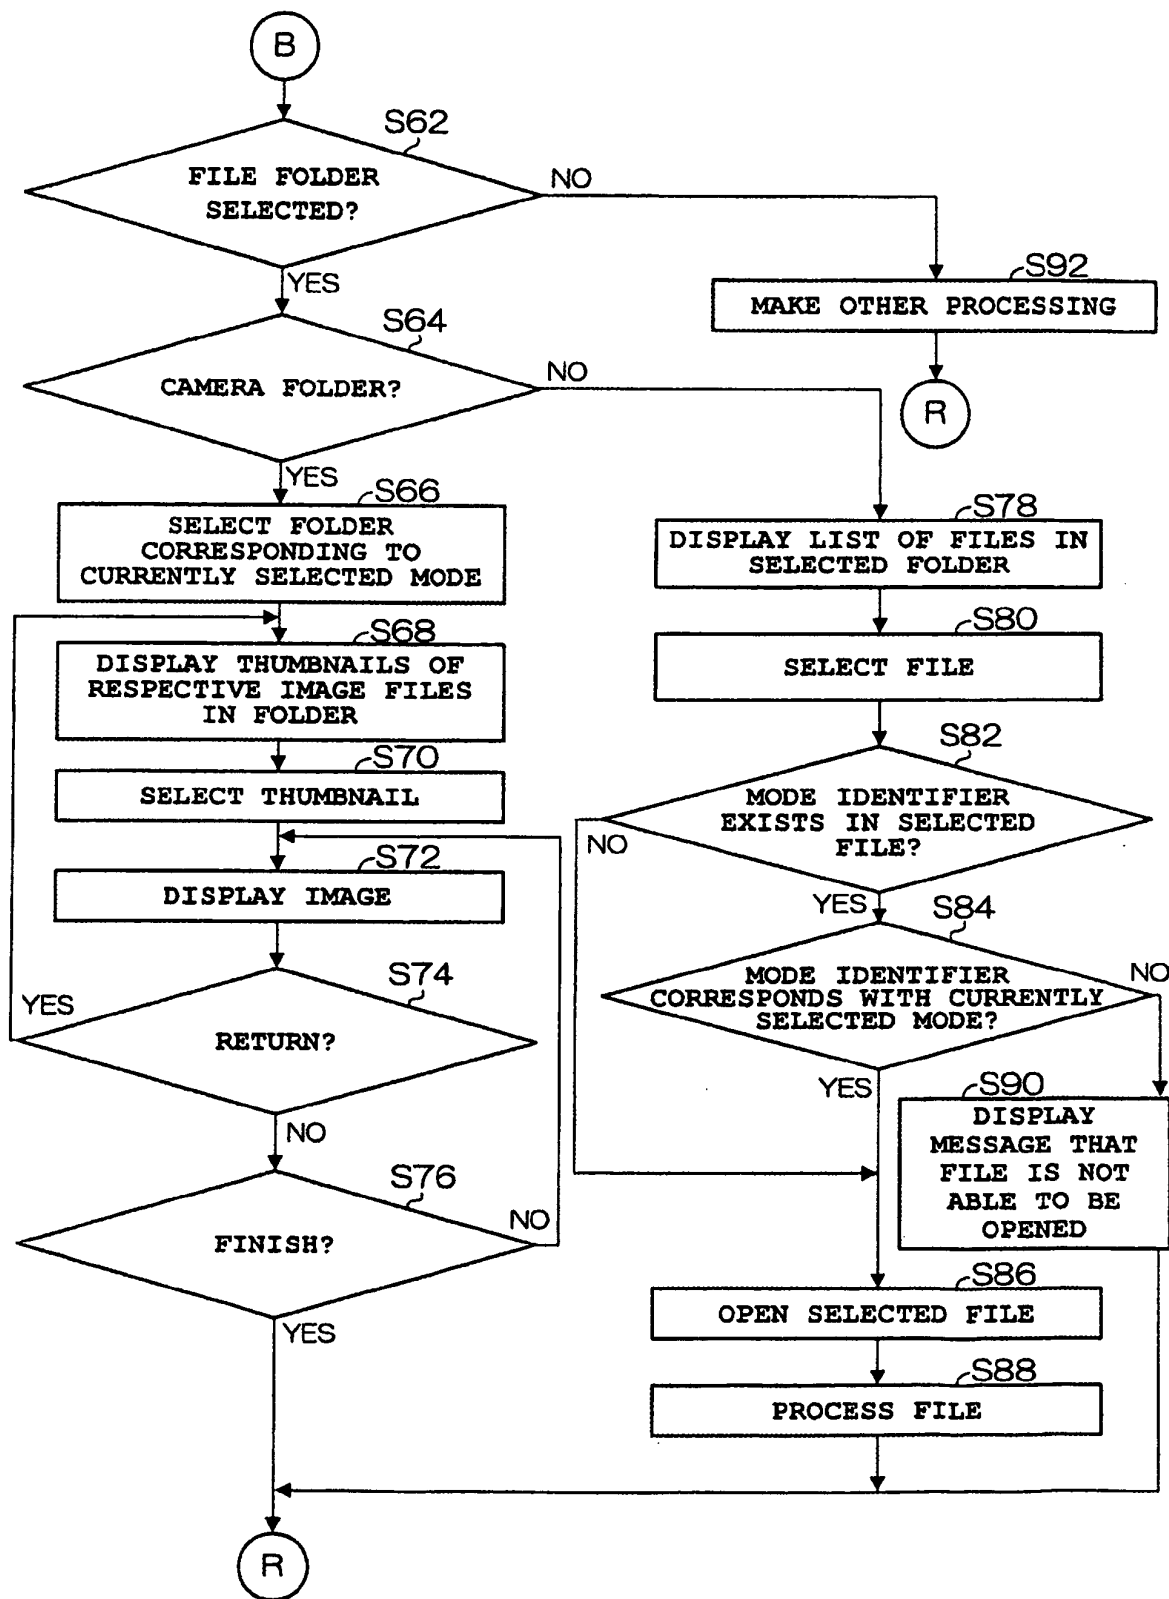 B
S62
FILE FOLDER
SELECTED?
NO
YES
S92
MAKE OTHER PROCESSING
R
S64
CAMERA FOLDER?
NO
YES
S66
SELECT FOLDER
CORRESPONDING TO
CURRENTLY SELECTED MODE
S68
DISPLAY THUMBNAILS OF
RESPECTIVE IMAGE FILES
IN FOLDER
S70
SELECT THUMBNAIL
S72
DISPLAY IMAGE
S74
YES
RETURN?
NO
S76
NO
FINISH?
YES
S78
DISPLAY LIST OF FILES IN
SELECTED FOLDER
S80
SELECT FILE
S82
MODE IDENTIFIER
EXISTS IN SELECTED
FILE?
NO
YES
S84
MODE IDENTIFIER
CORRESPONDS WITH CURRENTLY
SELECTED MODE?
NO
YES
S90
DISPLAY
MESSAGE THAT
FILE IS NOT
ABLE TO BE
OPENED
S86
OPEN SELECTED FILE
S88
PROCESS FILE
R